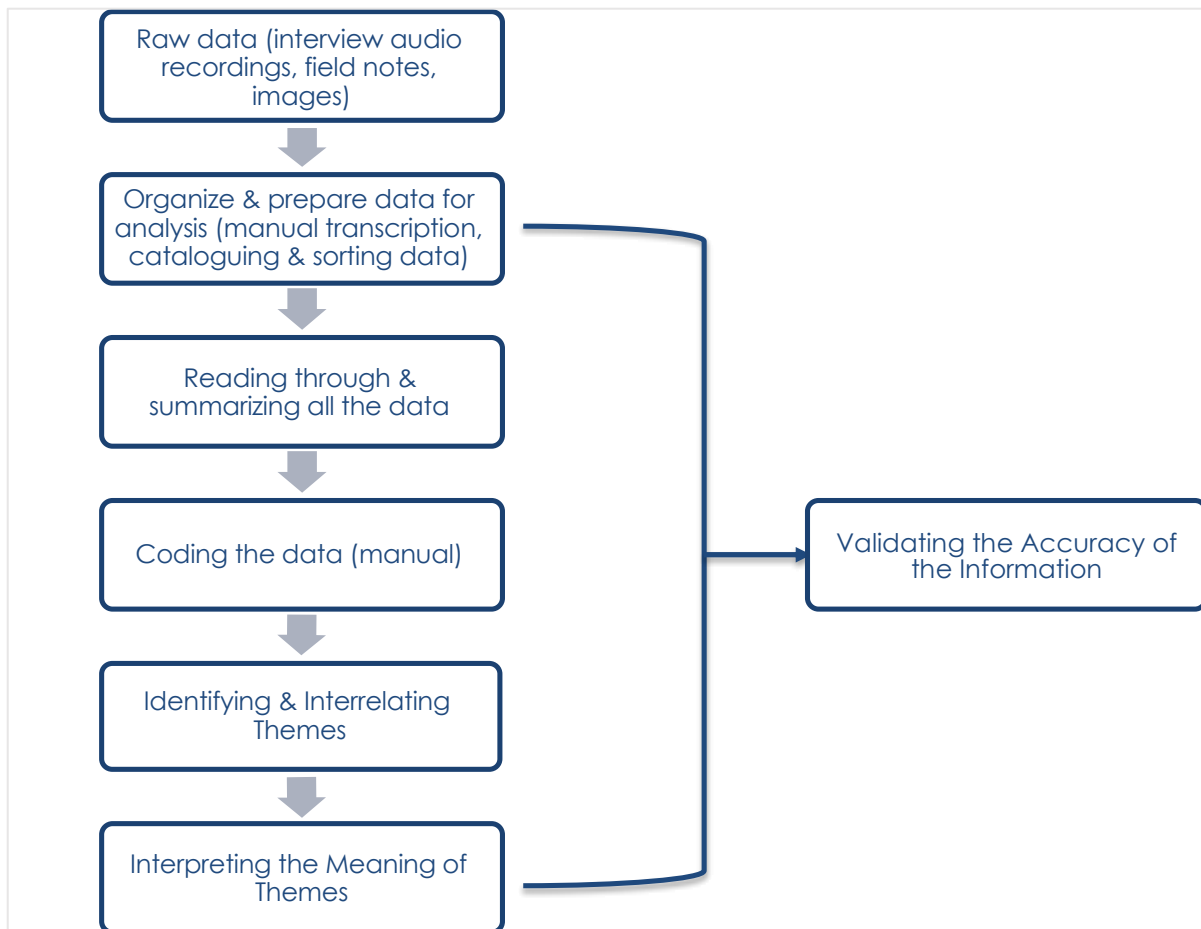 Raw data (interview audio
recordings, field notes,
images)
Organize & prepare data for
analysis (manual transcription,
cataloguing & sorting data)
Reading through &
summarizing all the data
Coding the data (manual)
Identifying & Interrelating
Themes
Interpreting the Meaning of
Themes
Validating the Accuracy of
the Information